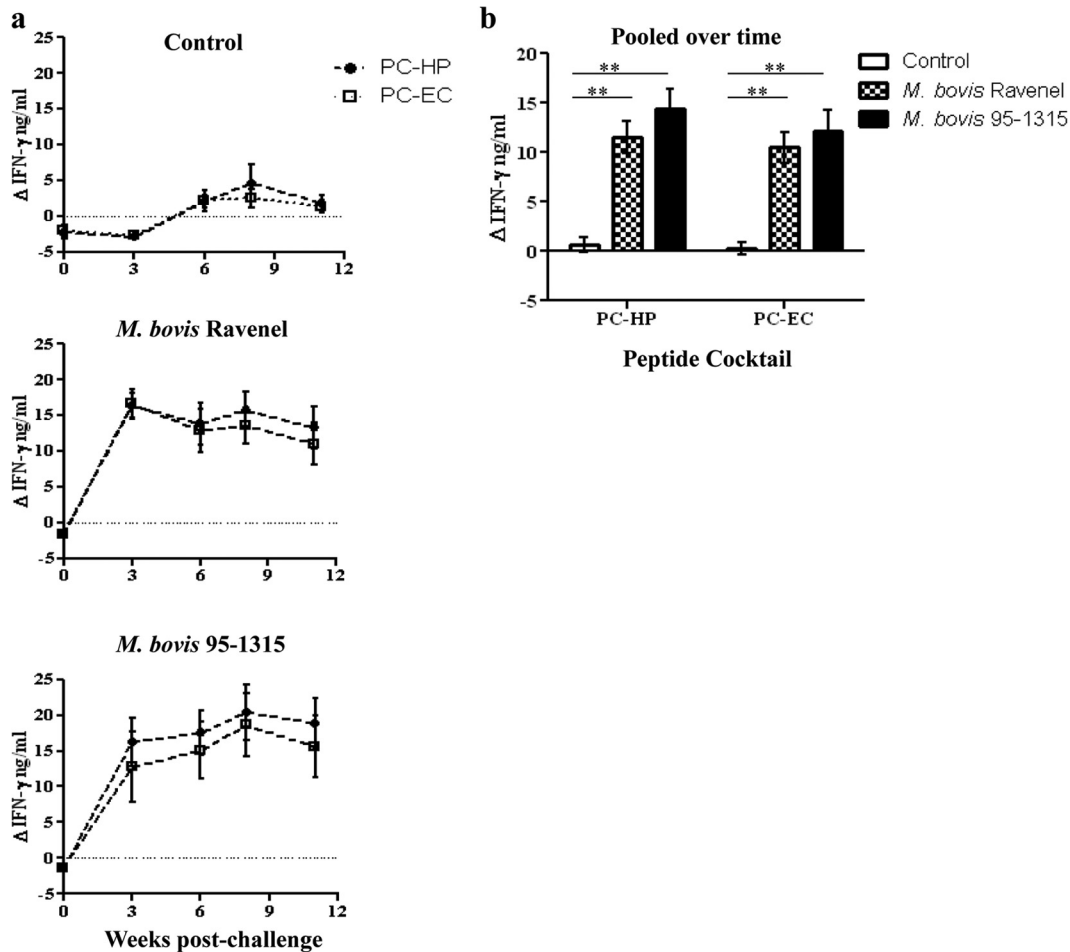 a
Control
PC-HP
PC-EC
Δ IFN-γ ng/ml
25
20
15
10
5
0
-5
0 3 6 9 12
M. bovis Ravenel
Δ IFN-γ ng/ml
25
20
15
10
5
0
-5
0 3 6 9 12
M. bovis 95-1315
Δ IFN-γ ng/ml
25
20
15
10
5
0
-5
0 3 6 9 12
Weeks post-challenge
b
Pooled over time
Control
M. bovis Ravenel
M. bovis 95-1315
Δ IFN-γ ng/ml
20
15
10
5
0
-5
** **
** **
PC-HP PC-EC
Peptide Cocktail